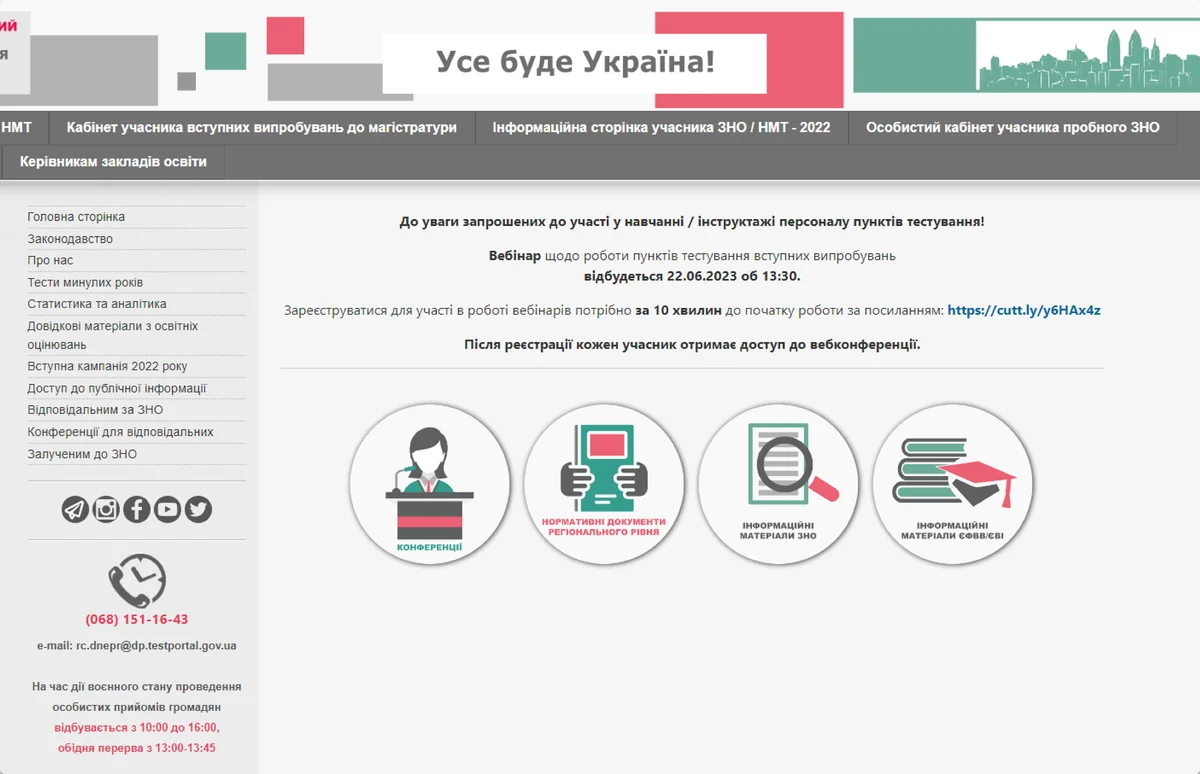 ий
я
Усе буде Україна!
НМТ
Кабінет учасника вступних випробувань до магістратури
Інформаційна сторінка учасника ЗНО / НМТ - 2022
Особистий кабінет учасника пробного ЗНО
Керівникам закладів освіти
Головна сторінка
Законодавство
Про нас
Тести минулих років
Статистика та аналітика
Довідкові матеріали з освітніх
оцінювань
Вступна кампанія 2022 року
Доступ до публічної інформації
Відповідальним за ЗНО
Конференції для відповідальних
Залученим до ЗНО
(068) 151-16-43
e-mail: rc.dnepr@dp.testportal.gov.ua
На час дії воєнного стану проведення
особистих прийомів громадян
відбувається з 10:00 до 16:00,
обідня перерва з 13:00-13:45
До уваги запрошених до участі у навчанні / інструктажі персоналу пунктів тестування!
Вебінар щодо роботи пунктів тестування вступних випробувань
відбудеться 22.06.2023 об 13:30.
Зареєструватися для участі в роботі вебінарів потрібно за 10 хвилин до початку роботи за посиланням: https://cutt.ly/y6HAx4z
Після реєстрації кожен учасник отримає доступ до вебконференції.
КОНФЕРЕНЦІЇ
НОРМАТИВНІ ДОКУМЕНТИ
РЕГІОНАЛЬНОГО РІВНЯ
ІНФОРМАЦІЙНІ
МАТЕРІАЛИ ЗНО
ІНФОРМАЦІЙНІ
МАТЕРІАЛИ ЄФВВ/ЄВІ